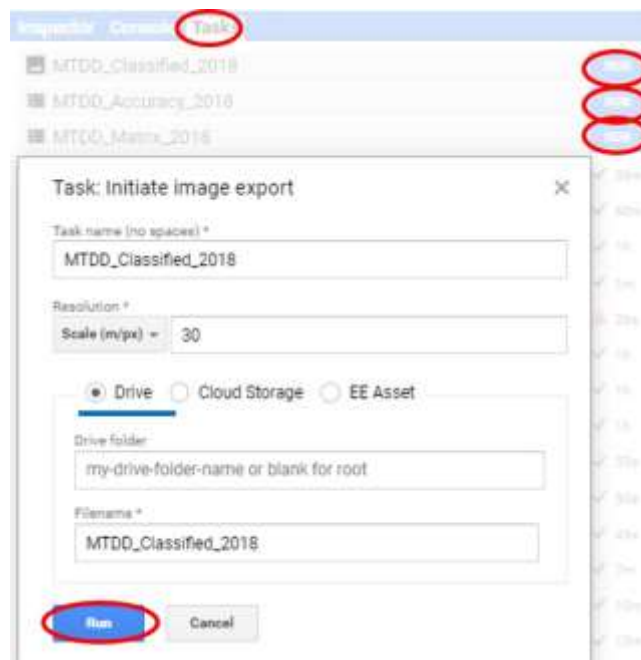 Inspector Console Tasks
MTDD_Classified_2018
MTDD_Accuracy_2018
MTDD_Matrix_2018
Task: Initiate image export
Task name (no spaces) *
MTDD_Classified_2018
Resolution *
Scale (m/px)
30
Drive Cloud Storage EE Asset
Drive folder
my-drive-folder-name or blank for root
Filename *
MTDD_Classified_2018
Run Cancel